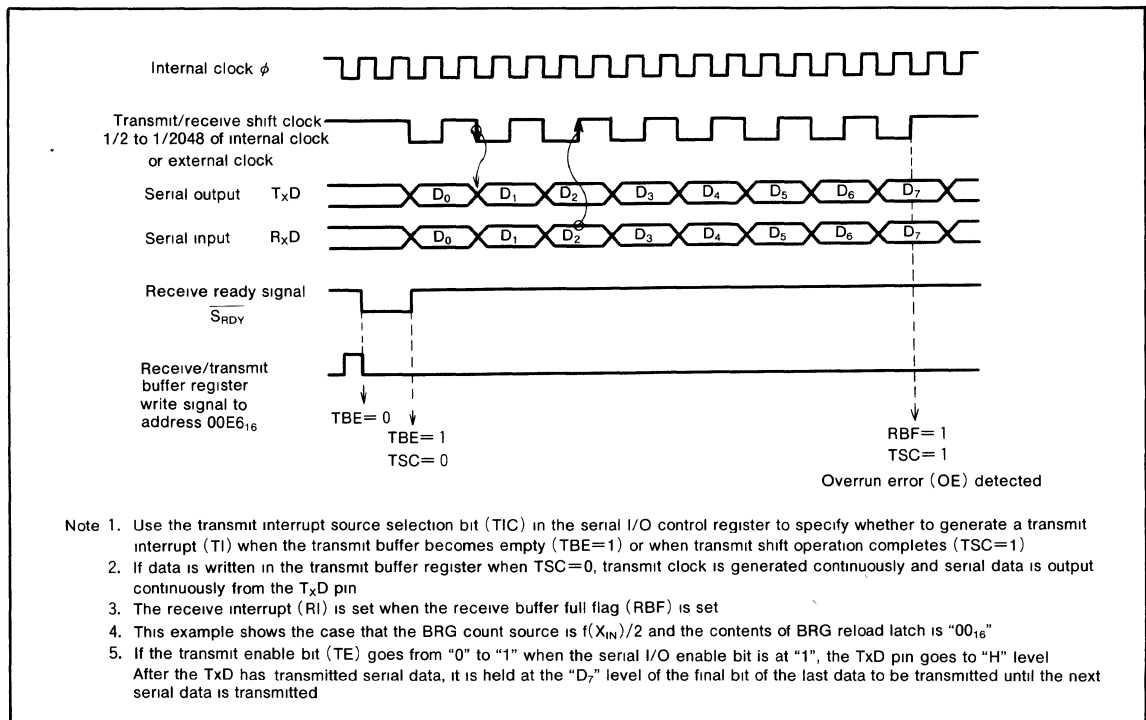 Internal clock φ
Transmit/receive shift clock
1/2 to 1/2048 of internal clock
or external clock
Serial output TxD
D₀ D₁ D₂ D₃ D₄ D₅ D₆ D₇
Serial input RxD
D₀ D₁ D₂ D₃ D₄ D₅ D₆ D₇
Receive ready signal
S̅R̅D̅Y̅
Receive/transmit
buffer register
write signal to
address 00E6₁₆
TBE= 0
TBE= 1
TSC= 0
RBF= 1
TSC= 1
Overrun error (OE) detected
Note 1. Use the transmit interrupt source selection bit (TIC) in the serial I/O control register to specify whether to generate a transmit
interrupt (TI) when the transmit buffer becomes empty (TBE=1) or when transmit shift operation completes (TSC=1)
2. If data is written in the transmit buffer register when TSC=0, transmit clock is generated continuously and serial data is output
continuously from the TxD pin
3. The receive interrupt (RI) is set when the receive buffer full flag (RBF) is set
4. This example shows the case that the BRG count source is f(XIN)/2 and the contents of BRG reload latch is “00₁₆”
5. If the transmit enable bit (TE) goes from “0” to “1” when the serial I/O enable bit is at “1”, the TxD pin goes to “H” level
After the TxD has transmitted serial data, it is held at the “D₇” level of the final bit of the last data to be transmitted until the next
serial data is transmitted